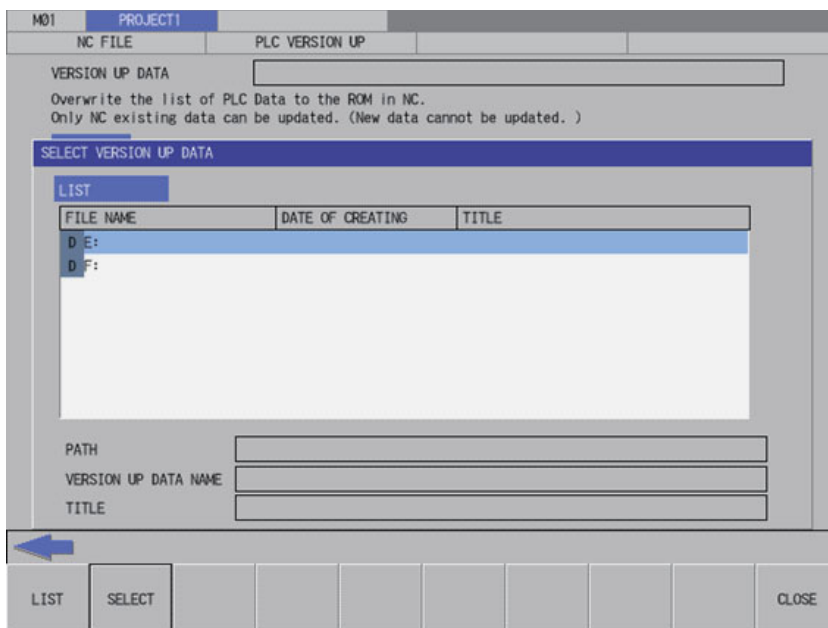 M01 PROJECT1
NC FILE PLC VERSION UP
VERSION UP DATA
Overwrite the list of PLC Data to the ROM in NC.
Only NC existing data can be updated. (New data cannot be updated. )
SELECT VERSION UP DATA
LIST
FILE NAME DATE OF CREATING TITLE
D E:
D F:
PATH
VERSION UP DATA NAME
TITLE
LIST SELECT CLOSE